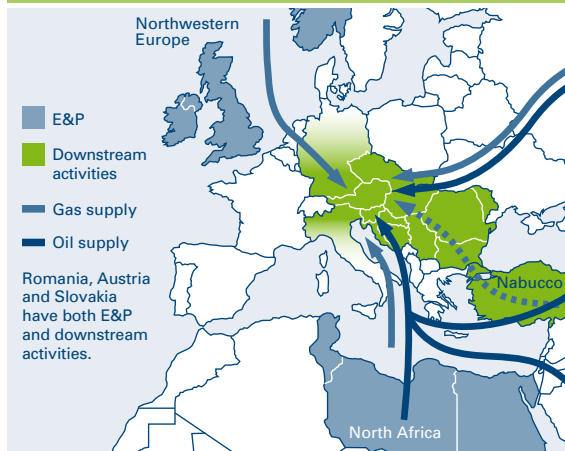 Northwestern
Europe
E&P
Downstream
activities
Gas supply
Oil supply
Romania, Austria
and Slovakia
have both E&P
and downstream
activities.
Nabucco
North Africa